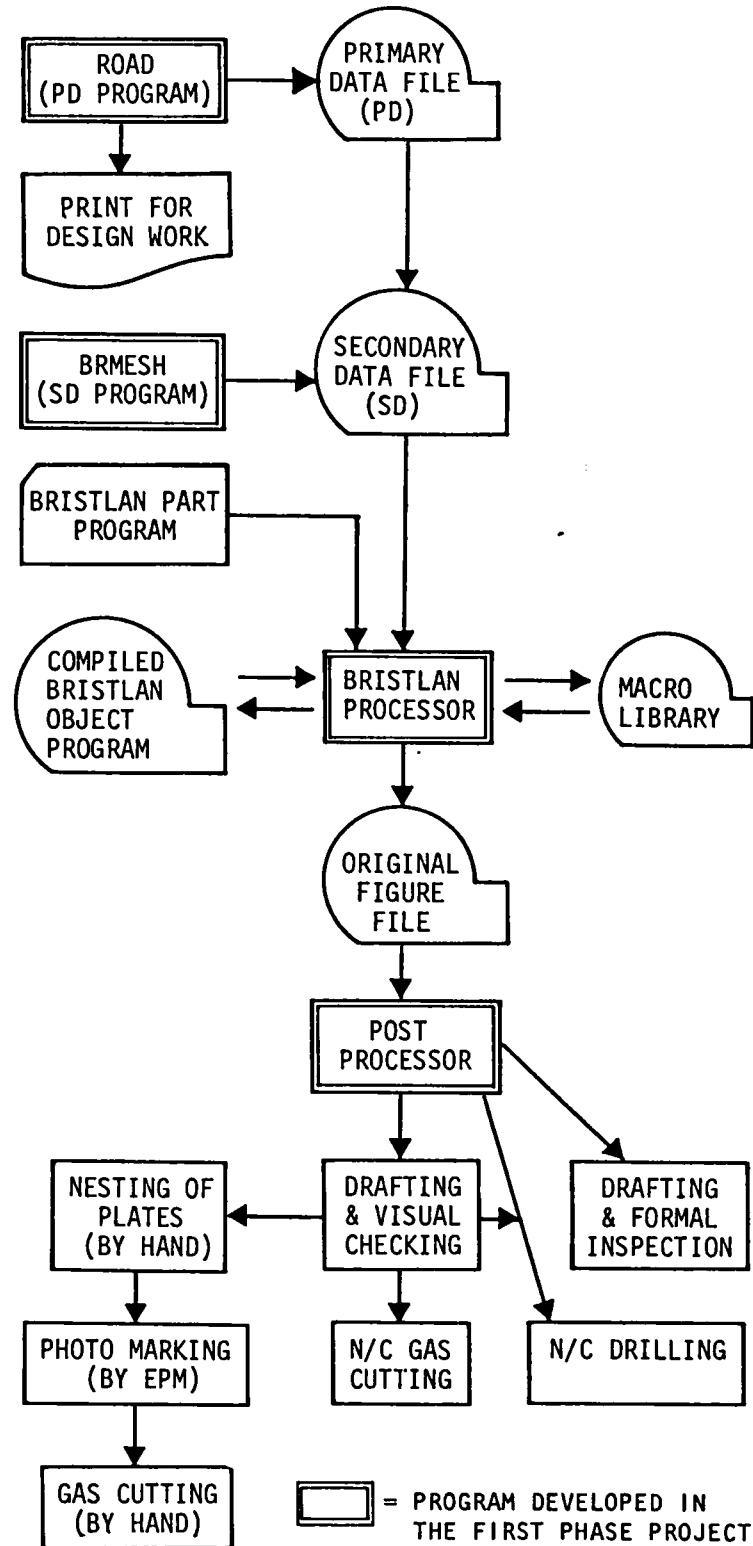 ROAD
(PD PROGRAM)
PRIMARY
DATA FILE
(PD)
PRINT FOR
DESIGN WORK
BRMESH
(SD PROGRAM)
SECONDARY
DATA FILE
(SD)
BRISTLAN PART
PROGRAM
COMPILED
BRISTLAN
OBJECT
PROGRAM
BRISTLAN
PROCESSOR
MACRO
LIBRARY
ORIGINAL
FIGURE
FILE
POST
PROCESSOR
NESTING OF
PLATES
(BY HAND)
DRAFTING
& VISUAL
CHECKING
DRAFTING
& FORMAL
INSPECTION
PHOTO MARKING
(BY EPM)
N/C GAS
CUTTING
N/C DRILLING
GAS CUTTING
(BY HAND)
= PROGRAM DEVELOPED IN
THE FIRST PHASE PROJECT